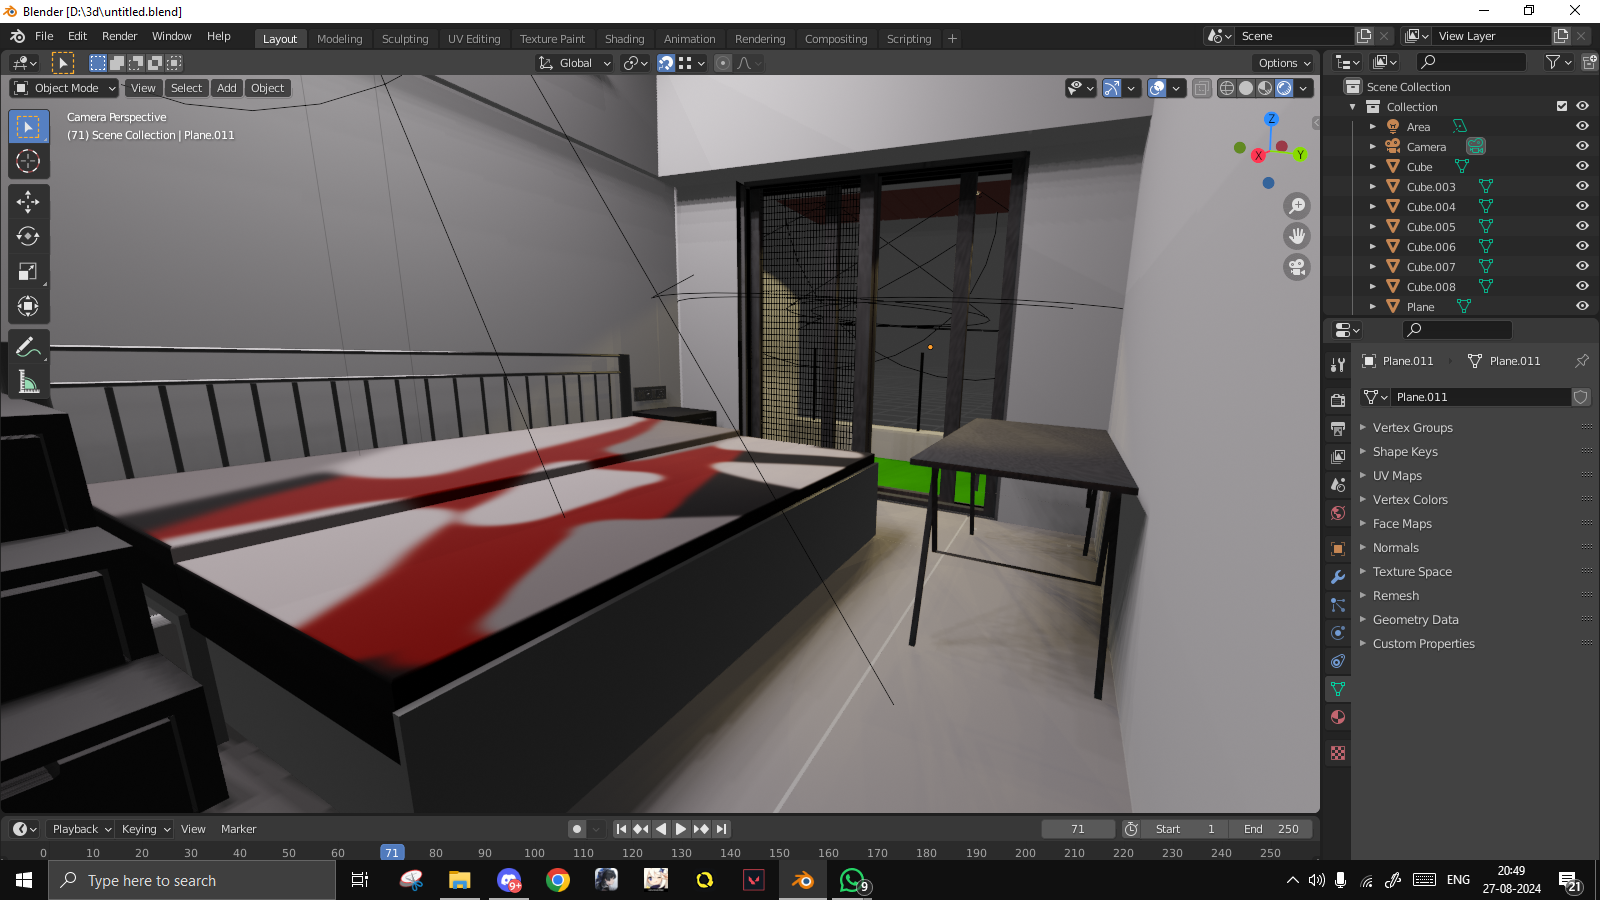 Blender [D:\3d\untitled.blend]
File Edit Render Window Help
Layout Modeling Sculpting UV Editing Texture Paint Shading Animation Rendering Compositing Scripting
Scene
View Layer
Global
Options
Object Mode View Select Add Object
Camera Perspective
(71) Scene Collection | Plane.011
Z
X
Y
Scene Collection
Collection
Area
Camera
Cube
Cube.003
Cube.004
Cube.005
Cube.006
Cube.007
Cube.008
Plane
Plane.011 Plane.011
Plane.011
Vertex Groups
Shape Keys
UV Maps
Vertex Colors
Face Maps
Normals
Texture Space
Remesh
Geometry Data
Custom Properties
Playback Keying View Marker
71 Start 1 End 250
0 10 20 30 40 50 60 71 80 90 100 110 120 130 140 150 160 170 180 190 200 210 220 230 240 250
Type here to search
9+
9
ENG
20:49
27-08-2024
21